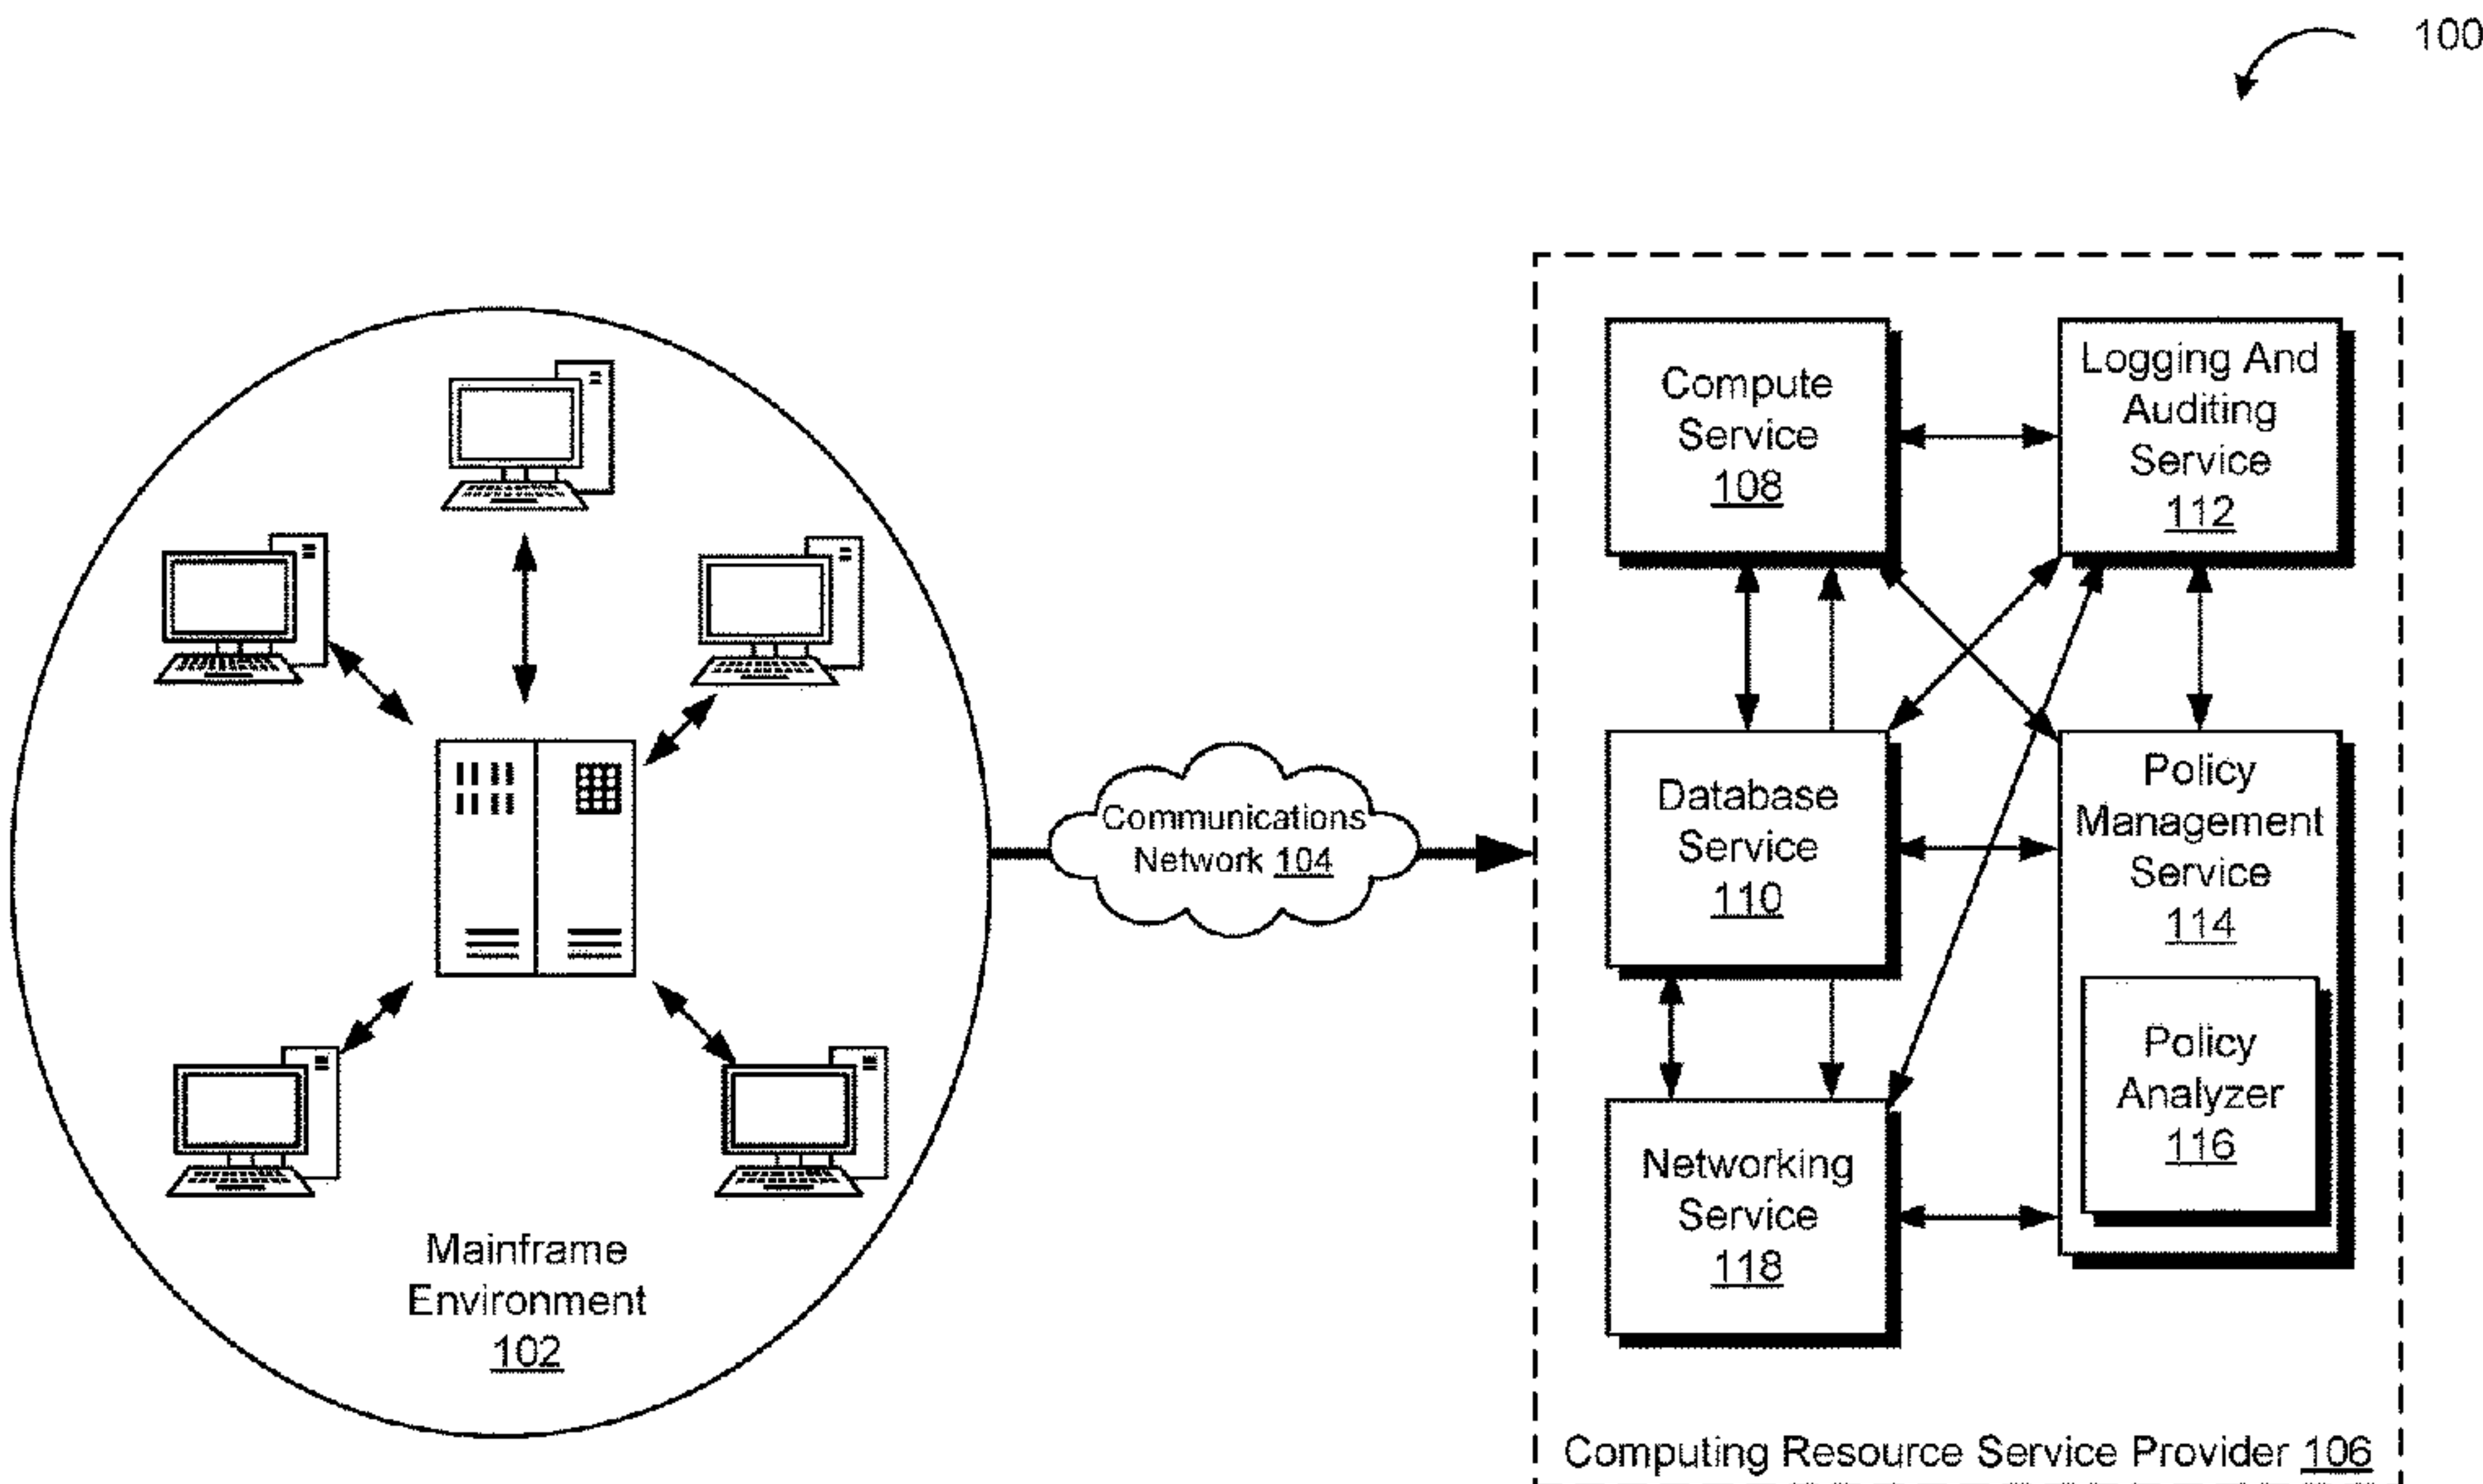 100
Mainframe
Environment
102
Communications
Network 104
Compute
Service
108
Logging And
Auditing
Service
112
Database
Service
110
Policy
Management
Service
114
Policy
Analyzer
116
Networking
Service
118
Computing Resource Service Provider 106